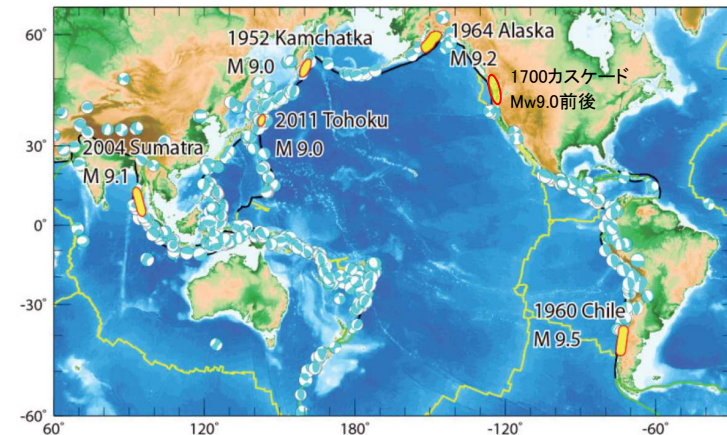 60°
30°
0°
-30°
-60°
1952 Kamchatka
M 9.0
1964 Alaska
M 9.2
1700カスケード
Mw9.0前後
2011 Tohoku
M 9.0
2004 Sumatra
M 9.1
1960 Chile
M 9.5
60° 120° 180° -120° -60°